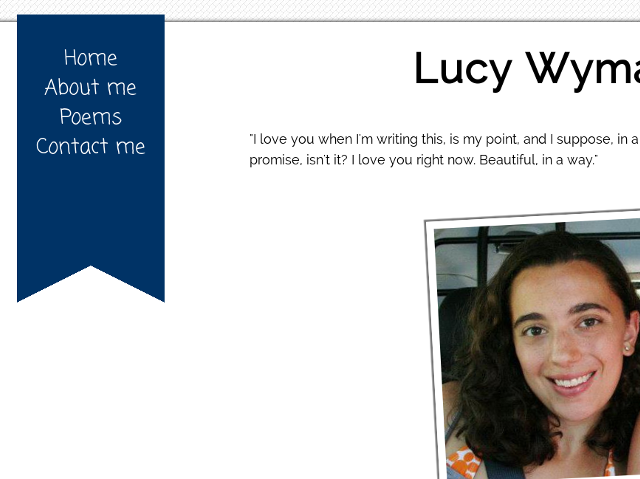 Home
About me
Poems
Contact me
Lucy Wyma
"I love you when I'm writing this, is my point, and I suppose, in a
promise, isn't it? I love you right now. Beautiful, in a way."